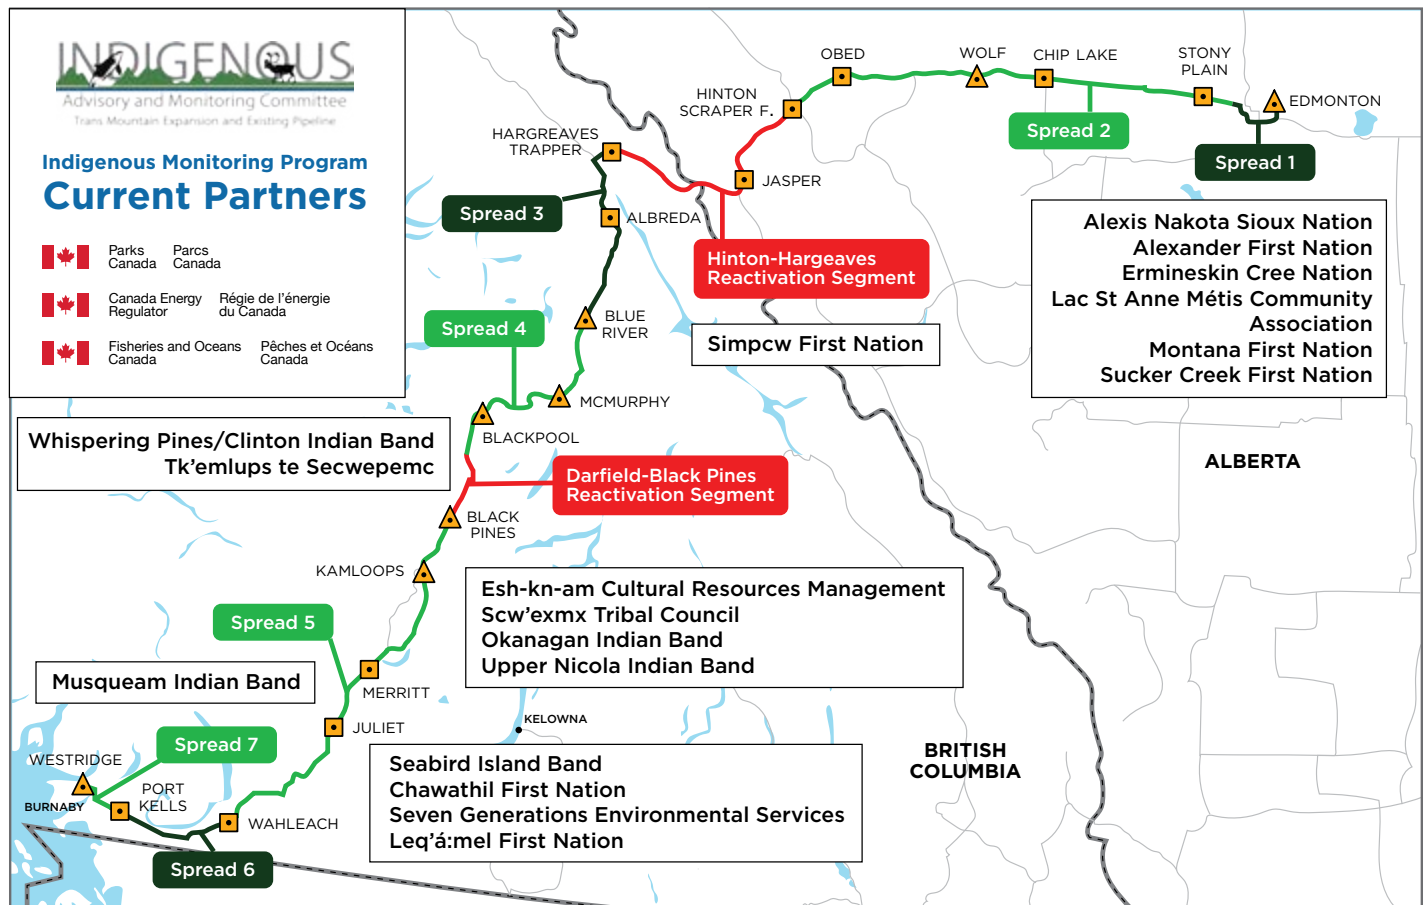 INDIGENOUS
Advisory and Monitoring Committee
Trans Mountain Expansion and Existing Pipeline
Indigenous Monitoring Program
Current Partners
Parks Canada
Parcs Canada
Canada Energy Regulator
Régie de l'énergie du Canada
Fisheries and Oceans Canada
Pêches et Océans Canada
OBED
WOLF
CHIP LAKE
STONY
PLAIN
EDMONTON
HINTON
SCRAPER F.
Spread 2
Spread 1
HARGREAVES
TRAPPER
JASPER
Spread 3
ALBREDA
Hinton-Hargeaves
Reactivation Segment
Alexis Nakota Sioux Nation
Alexander First Nation
Ermineskin Cree Nation
Lac St Anne Métis Community
Association
Montana First Nation
Sucker Creek First Nation
Spread 4
BLUE
RIVER
Simpcw First Nation
MCMURPHY
BLACKPOOL
Whispering Pines/Clinton Indian Band
Tk'emlups te Secwepemc
ALBERTA
Darfield-Black Pines
Reactivation Segment
BLACK
PINES
KAMLOOPS
Esh-kn-am Cultural Resources Management
Scw'exmx Tribal Council
Okanagan Indian Band
Upper Nicola Indian Band
Spread 5
Musqueam Indian Band
MERRITT
JULIET
KELOWNA
Spread 7
WESTRIDGE
BURNABY
PORT
KELLS
WAHLEACH
Seabird Island Band
Chawathil First Nation
Seven Generations Environmental Services
Leq'á:mel First Nation
BRITISH
COLUMBIA
Spread 6